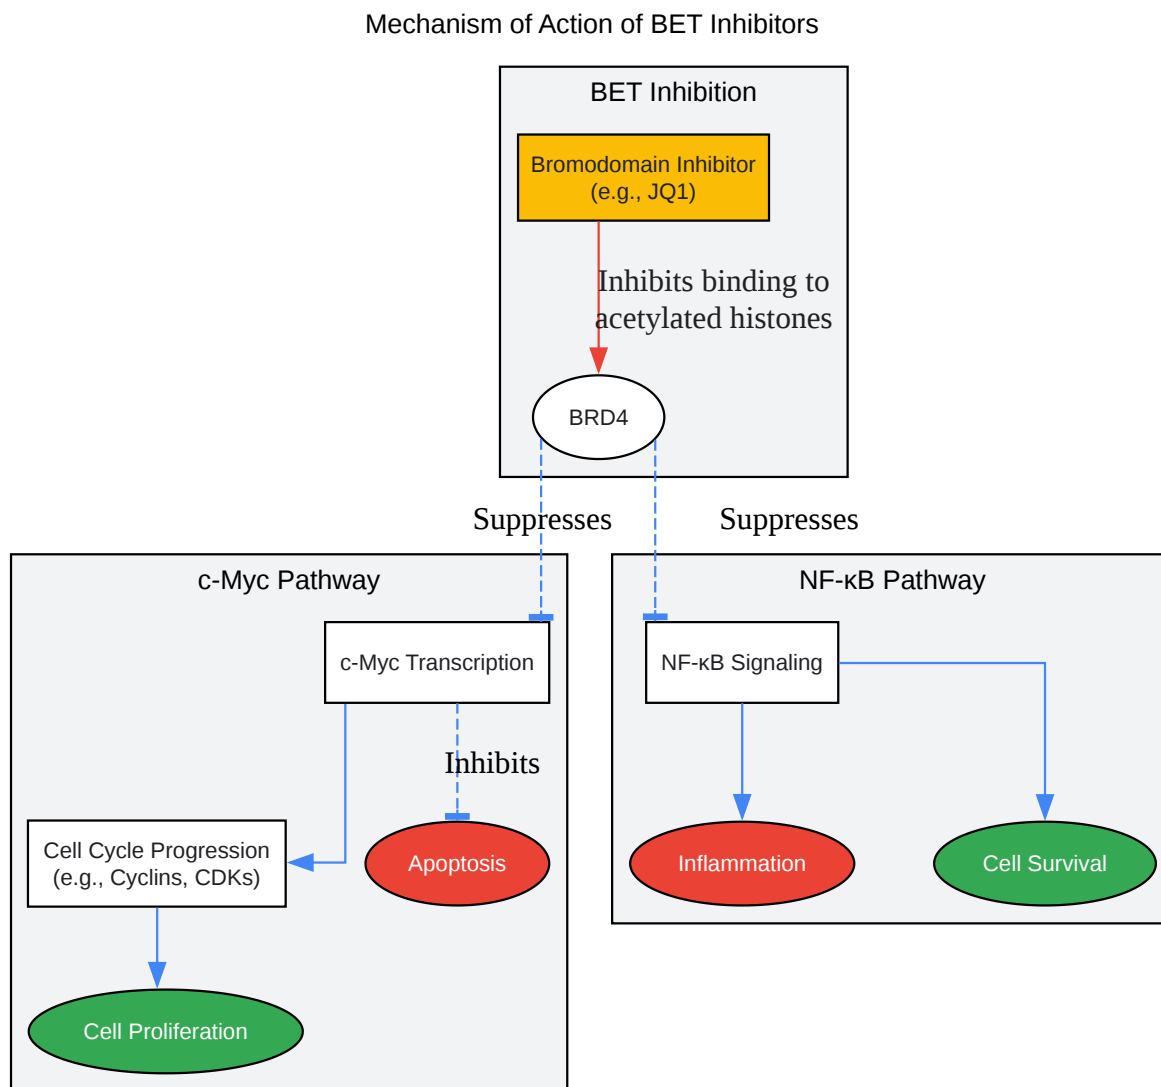 Mechanism of Action of BET Inhibitors
BET Inhibition
Bromodomain Inhibitor
(e.g., JQ1)
Inhibits binding to
acetylated histones
BRD4
Suppresses
Suppresses
c-Myc Pathway
c-Myc Transcription
Inhibits
Cell Cycle Progression
(e.g., Cyclins, CDKs)
Apoptosis
Cell Proliferation
NF-κB Pathway
NF-κB Signaling
Inflammation
Cell Survival